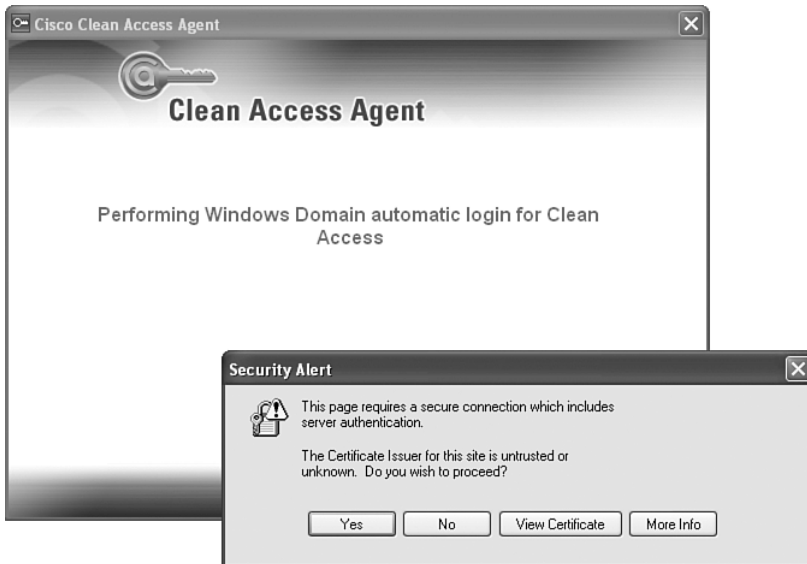 Cisco Clean Access Agent
Clean Access Agent
Performing Windows Domain automatic login for Clean
Access
Security Alert
This page requires a secure connection which includes
server authentication.
The Certificate Issuer for this site is untrusted or
unknown. Do you wish to proceed?
Yes
No
View Certificate
More Info